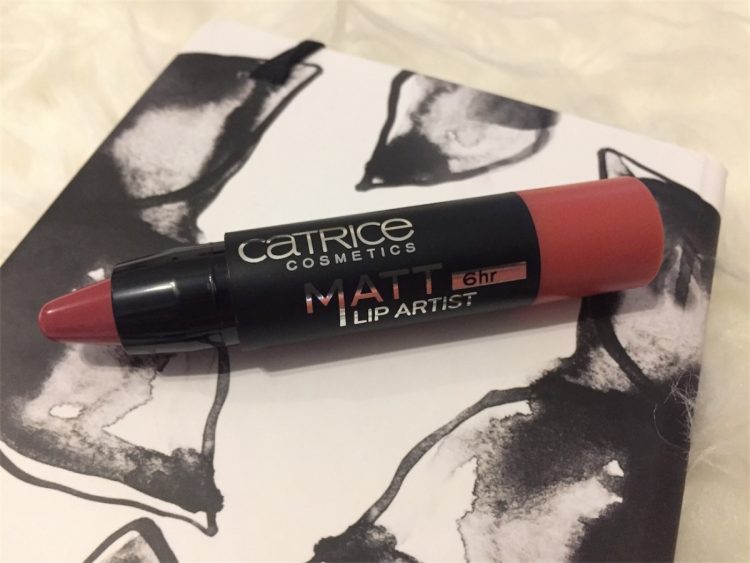 CATRICE
COSMETICS
MATT 6hr
LIP ARTIST